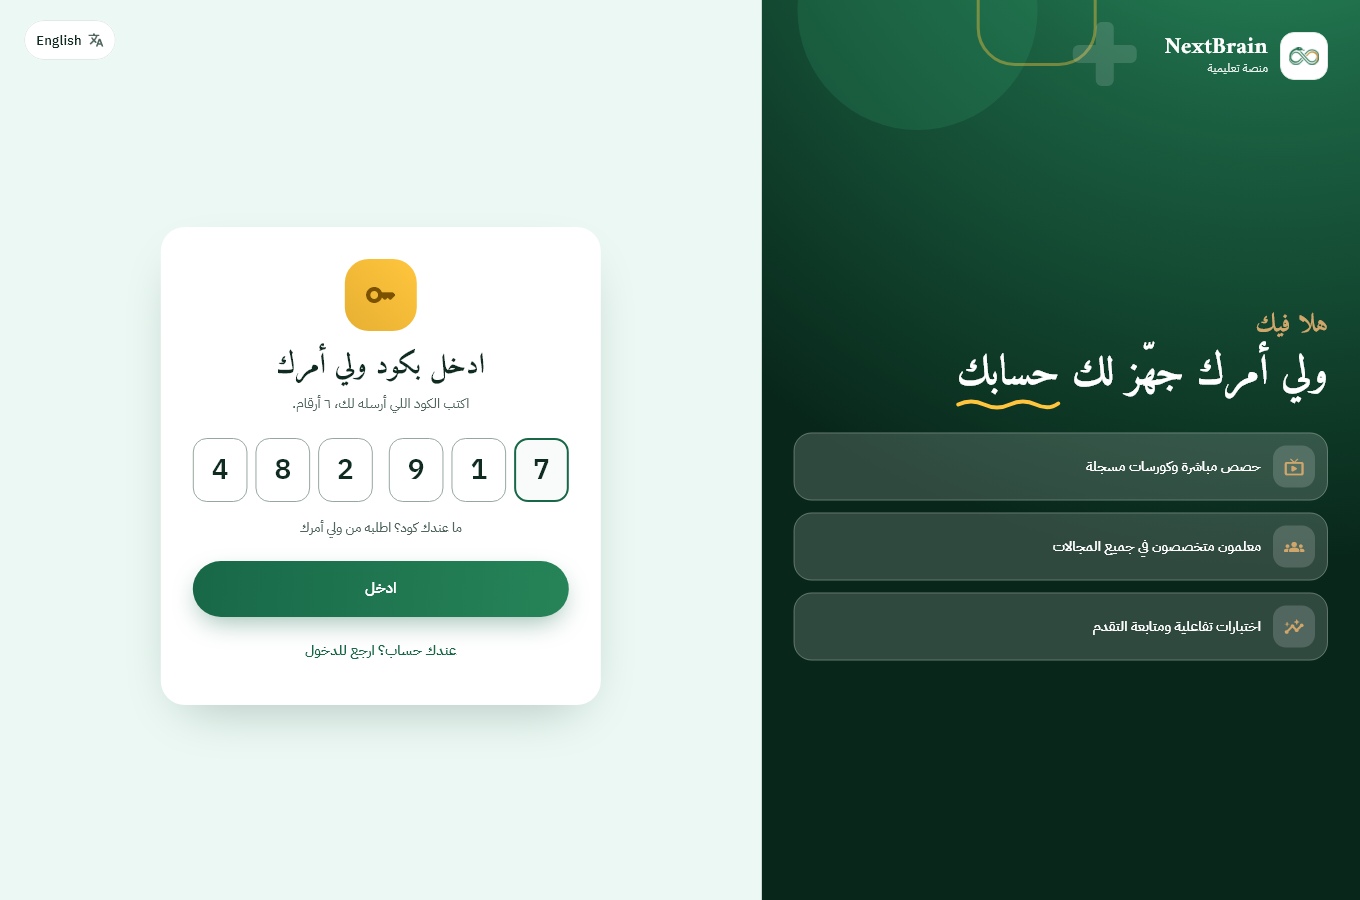 NextBrain
منصة تعليمية
هلا فيك
ولي أمرك جهّز لك حسابك
حصص مباشرة وكورسات مسجلة
معلمون متخصصون في جميع المجالات
اختبارات تفاعلية ومتابعة التقدم
English
ادخل بكود ولي أمرك
اكتب الكود اللي أرسله لك، ٦ أرقام.
4 8 2 9 1 7
ما عندك كود؟ اطلبه من ولي أمرك
ادخل
عندك حساب؟ ارجع للدخول